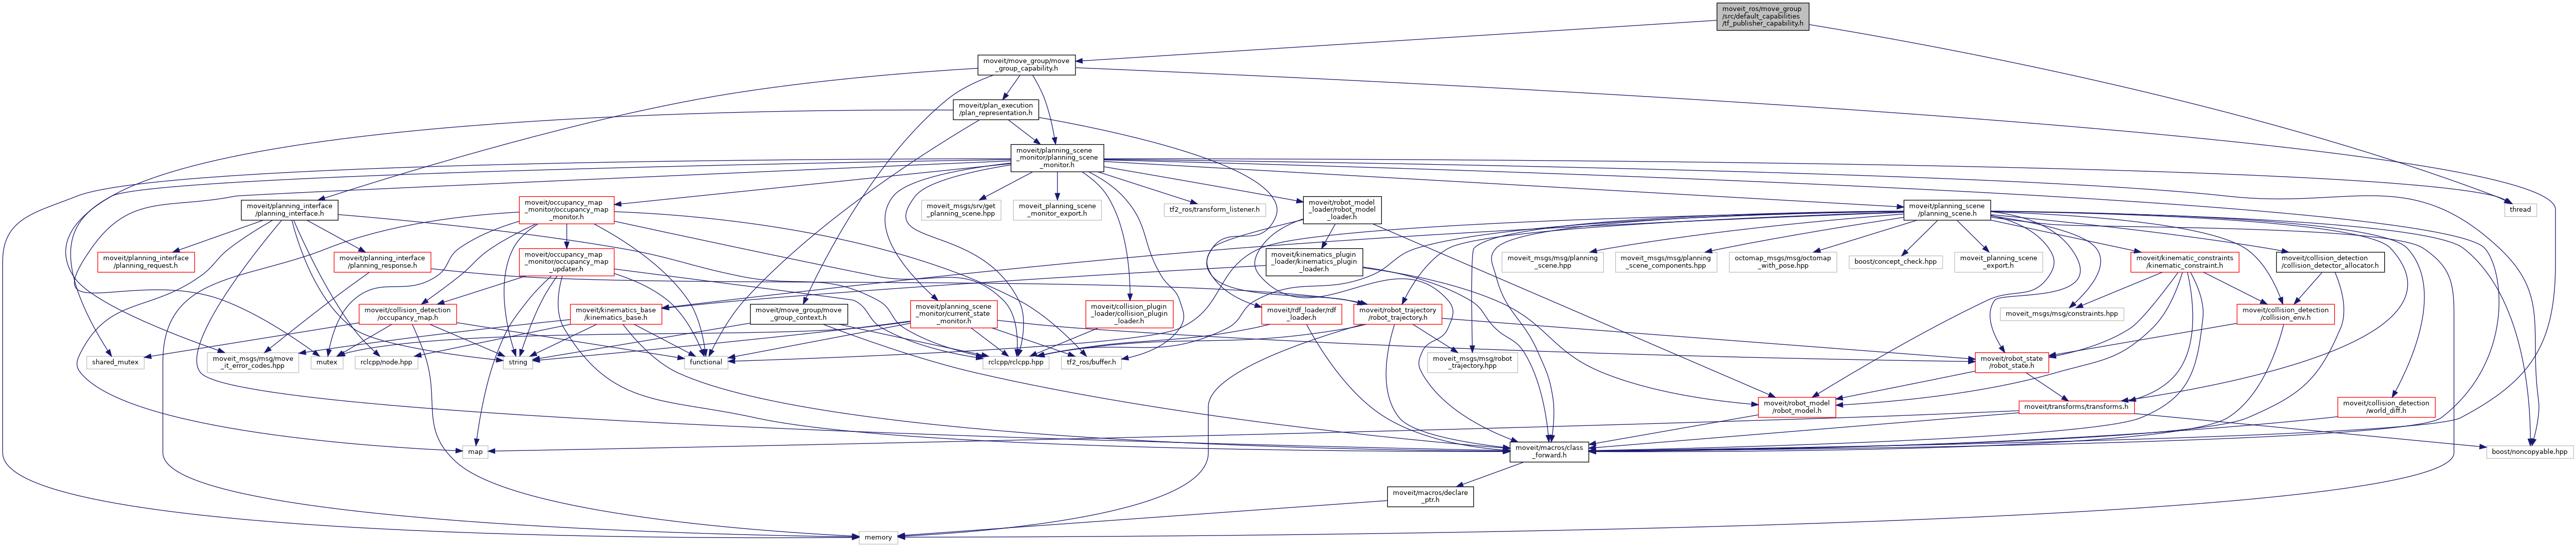 moveit_ros/move_group
/src/default_capabilities
/tf_publisher_capability.h
moveit/move_group/move
_group_capability.h
moveit/plan_execution
/plan_representation.h
moveit/planning_scene
_monitor/planning_scene
_monitor.h
moveit/planning_interface
/planning_interface.h
moveit/occupancy_map
_monitor/occupancy_map
_monitor.h
moveit_msgs/srv/get
_planning_scene.hpp
moveit_planning_scene
_monitor_export.h
tf2_ros/transform_listener.h
moveit/robot_model
_loader/robot_model
_loader.h
moveit/planning_scene
/planning_scene.h
thread
moveit/planning_interface
/planning_request.h
moveit/planning_interface
/planning_response.h
moveit/occupancy_map
_monitor/occupancy_map
_updater.h
moveit/kinematics_plugin
_loader/kinematics_plugin
_loader.h
moveit_msgs/msg/planning
_scene.hpp
moveit_msgs/msg/planning
_scene_components.hpp
octomap_msgs/msg/octomap
_with_pose.hpp
boost/concept_check.hpp
moveit_planning_scene
_export.h
moveit/kinematic_constraints
/kinematic_constraint.h
moveit/collision_detection
/collision_detector_allocator.h
moveit/collision_detection
/occupancy_map.h
moveit/kinematics_base
/kinematics_base.h
moveit/move_group/move
_group_context.h
moveit/planning_scene
_monitor/current_state
_monitor.h
moveit/collision_plugin
_loader/collision_plugin
_loader.h
moveit/rdf_loader/rdf
_loader.h
moveit/robot_trajectory
/robot_trajectory.h
moveit_msgs/msg/constraints.hpp
moveit/collision_detection
/collision_env.h
shared_mutex
moveit_msgs/msg/move
_it_error_codes.hpp
mutex
rclcpp/node.hpp
string
functional
rclcpp/rclcpp.hpp
tf2_ros/buffer.h
moveit_msgs/msg/robot
_trajectory.hpp
moveit/robot_state
/robot_state.h
moveit/robot_model
/robot_model.h
moveit/transforms/transforms.h
moveit/collision_detection
/world_diff.h
map
moveit/macros/class
_forward.h
boost/noncopyable.hpp
moveit/macros/declare
_ptr.h
memory